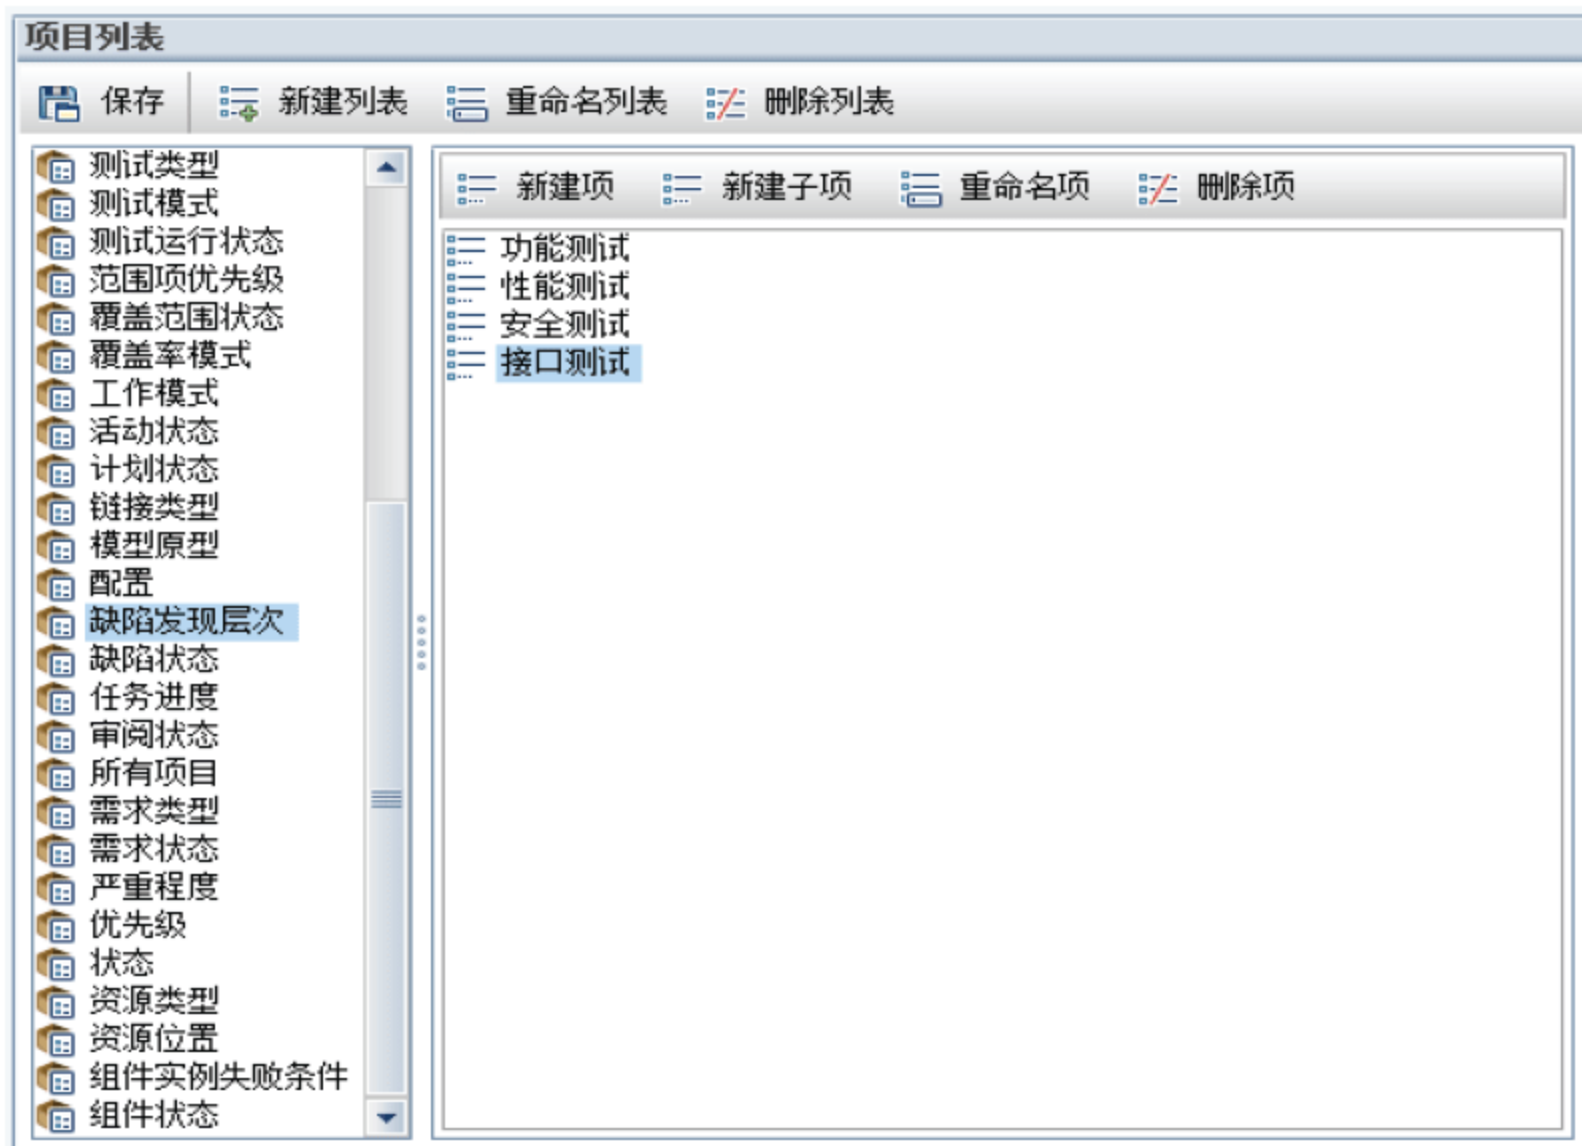 项目列表
保存 新建列表 重命名列表 删除列表
测试类型
测试模式
测试运行状态
范围项优先级
覆盖范围状态
覆盖率模式
工作模式
活动状态
计划状态
链接类型
模型原型
配置
缺陷发现层次
缺陷状态
任务进度
审阅状态
所有项目
需求类型
需求状态
严重程度
优先级
状态
资源类型
资源位置
组件实例失败条件
组件状态
新建项 新建子项 重命名项 删除项
功能测试
性能测试
安全测试
接口测试